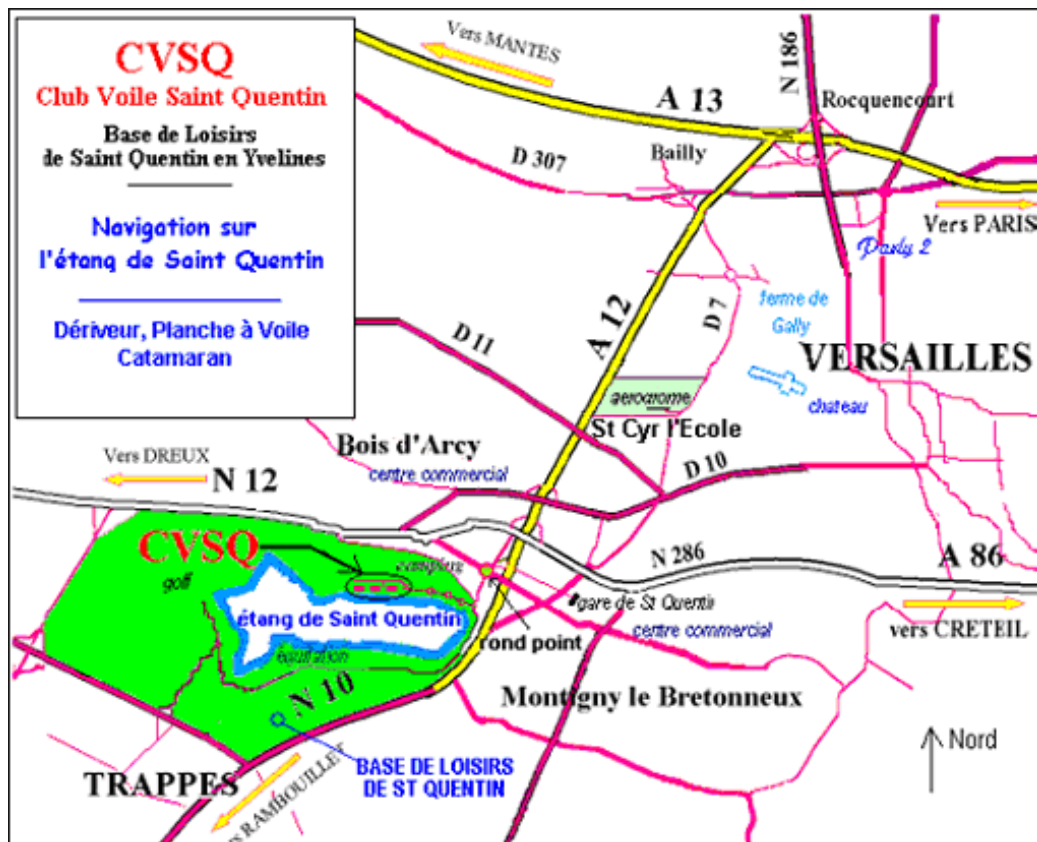 CVSQ
Club Voile Saint Quentin
Base de Loisirs
de Saint Quentin en Yvelines
Navigation sur
l'étang de Saint Quentin
Dériveur, Planche à Voile
Catamaran
Vers MANTES
A 13
N 186
Rocquencourt
Bailly
D 307
Vers PARIS
Parly 2
A 12
D 7
ferme de
Gally
D 11
VERSAILLES
aerodrome
chateau
St Cyr l'Ecole
Bois d'Arcy
centre commercial
D 10
Vers DREUX
N 12
CVSQ
camping
N 286
A 86
golf
gare de St Quentin
étang de Saint Quentin
rond point
centre commercial
vers CRETEIL
équitation
N 10
Montigny le Bretonneux
Nord
BASE DE LOISIRS
DE ST QUENTIN
TRAPPES
RAMBOUILLET